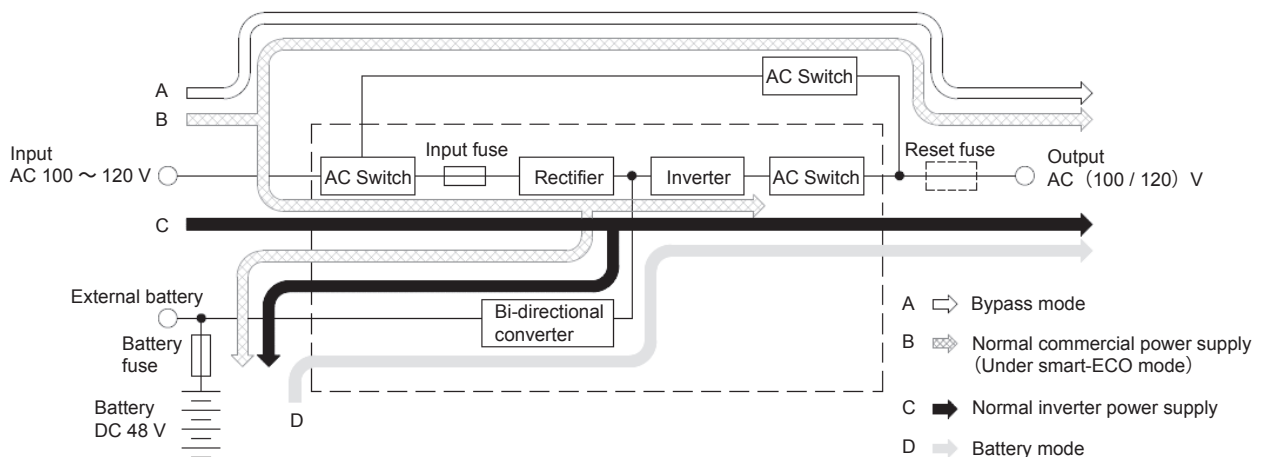 AC Switch
A
B
Input
AC 100 ～ 120 V
AC Switch
Input fuse
Rectifier
Inverter
AC Switch
Reset fuse
Output
AC（100 / 120）V
C
External battery
Bi-directional
converter
Battery
fuse
Battery
DC 48 V
D
A Bypass mode
B Normal commercial power supply
（Under smart-ECO mode）
C Normal inverter power supply
D Battery mode